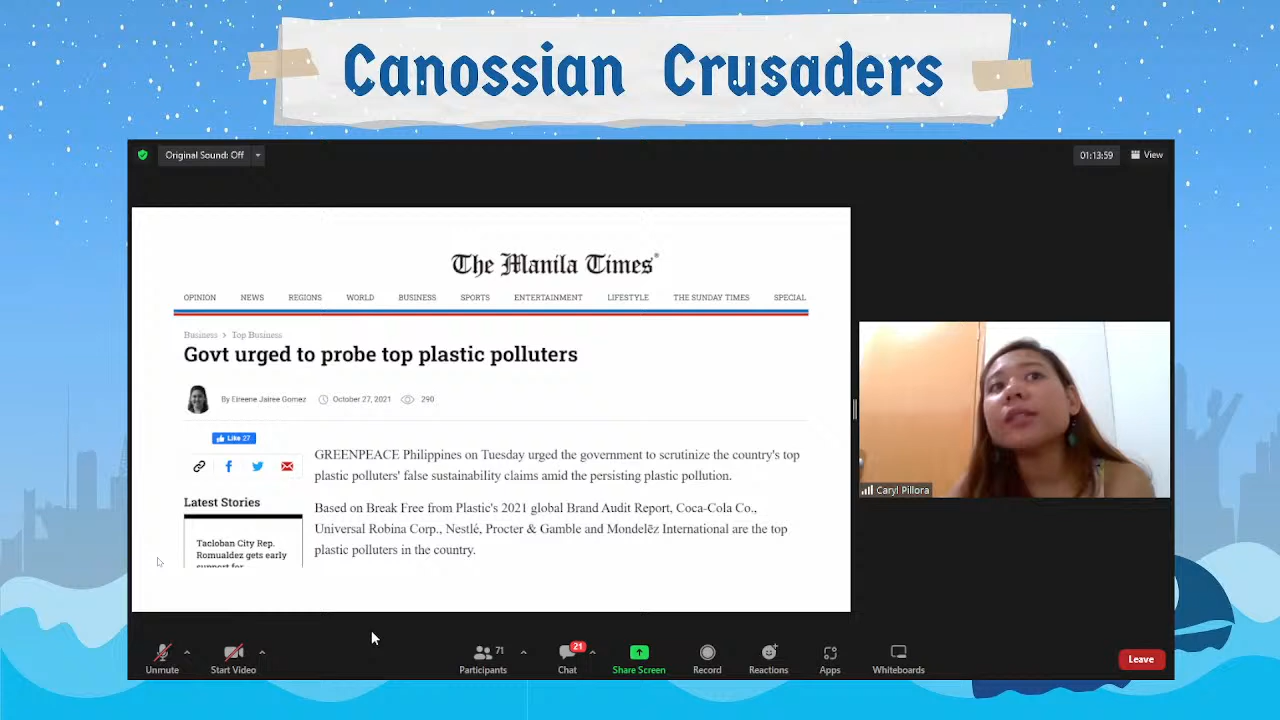 Canossian Crusaders
Original Sound: Off
01:13:59
View
The Manila Times
OPINION NEWS REGIONS WORLD BUSINESS SPORTS ENTERTAINMENT LIFESTYLE THE SUNDAY TIMES SPECIAL
Business > Top Business
Govt urged to probe top plastic polluters
By Eireene Jairee Gomez October 27, 2021 290
Like 27
GREENPEACE Philippines on Tuesday urged the government to scrutinize the country's top
plastic polluters' false sustainability claims amid the persisting plastic pollution.
Latest Stories
Based on Break Free from Plastic's 2021 global Brand Audit Report, Coca-Cola Co.,
Universal Robina Corp., Nestlé, Procter & Gamble and Mondelēz International are the top
plastic polluters in the country.
Tacloban City Rep.
Romualdez gets early
support for
Caryl Pillora
Unmute
Start Video
71
Participants
21
Chat
Share Screen
Record
Reactions
Apps
Whiteboards
Leave